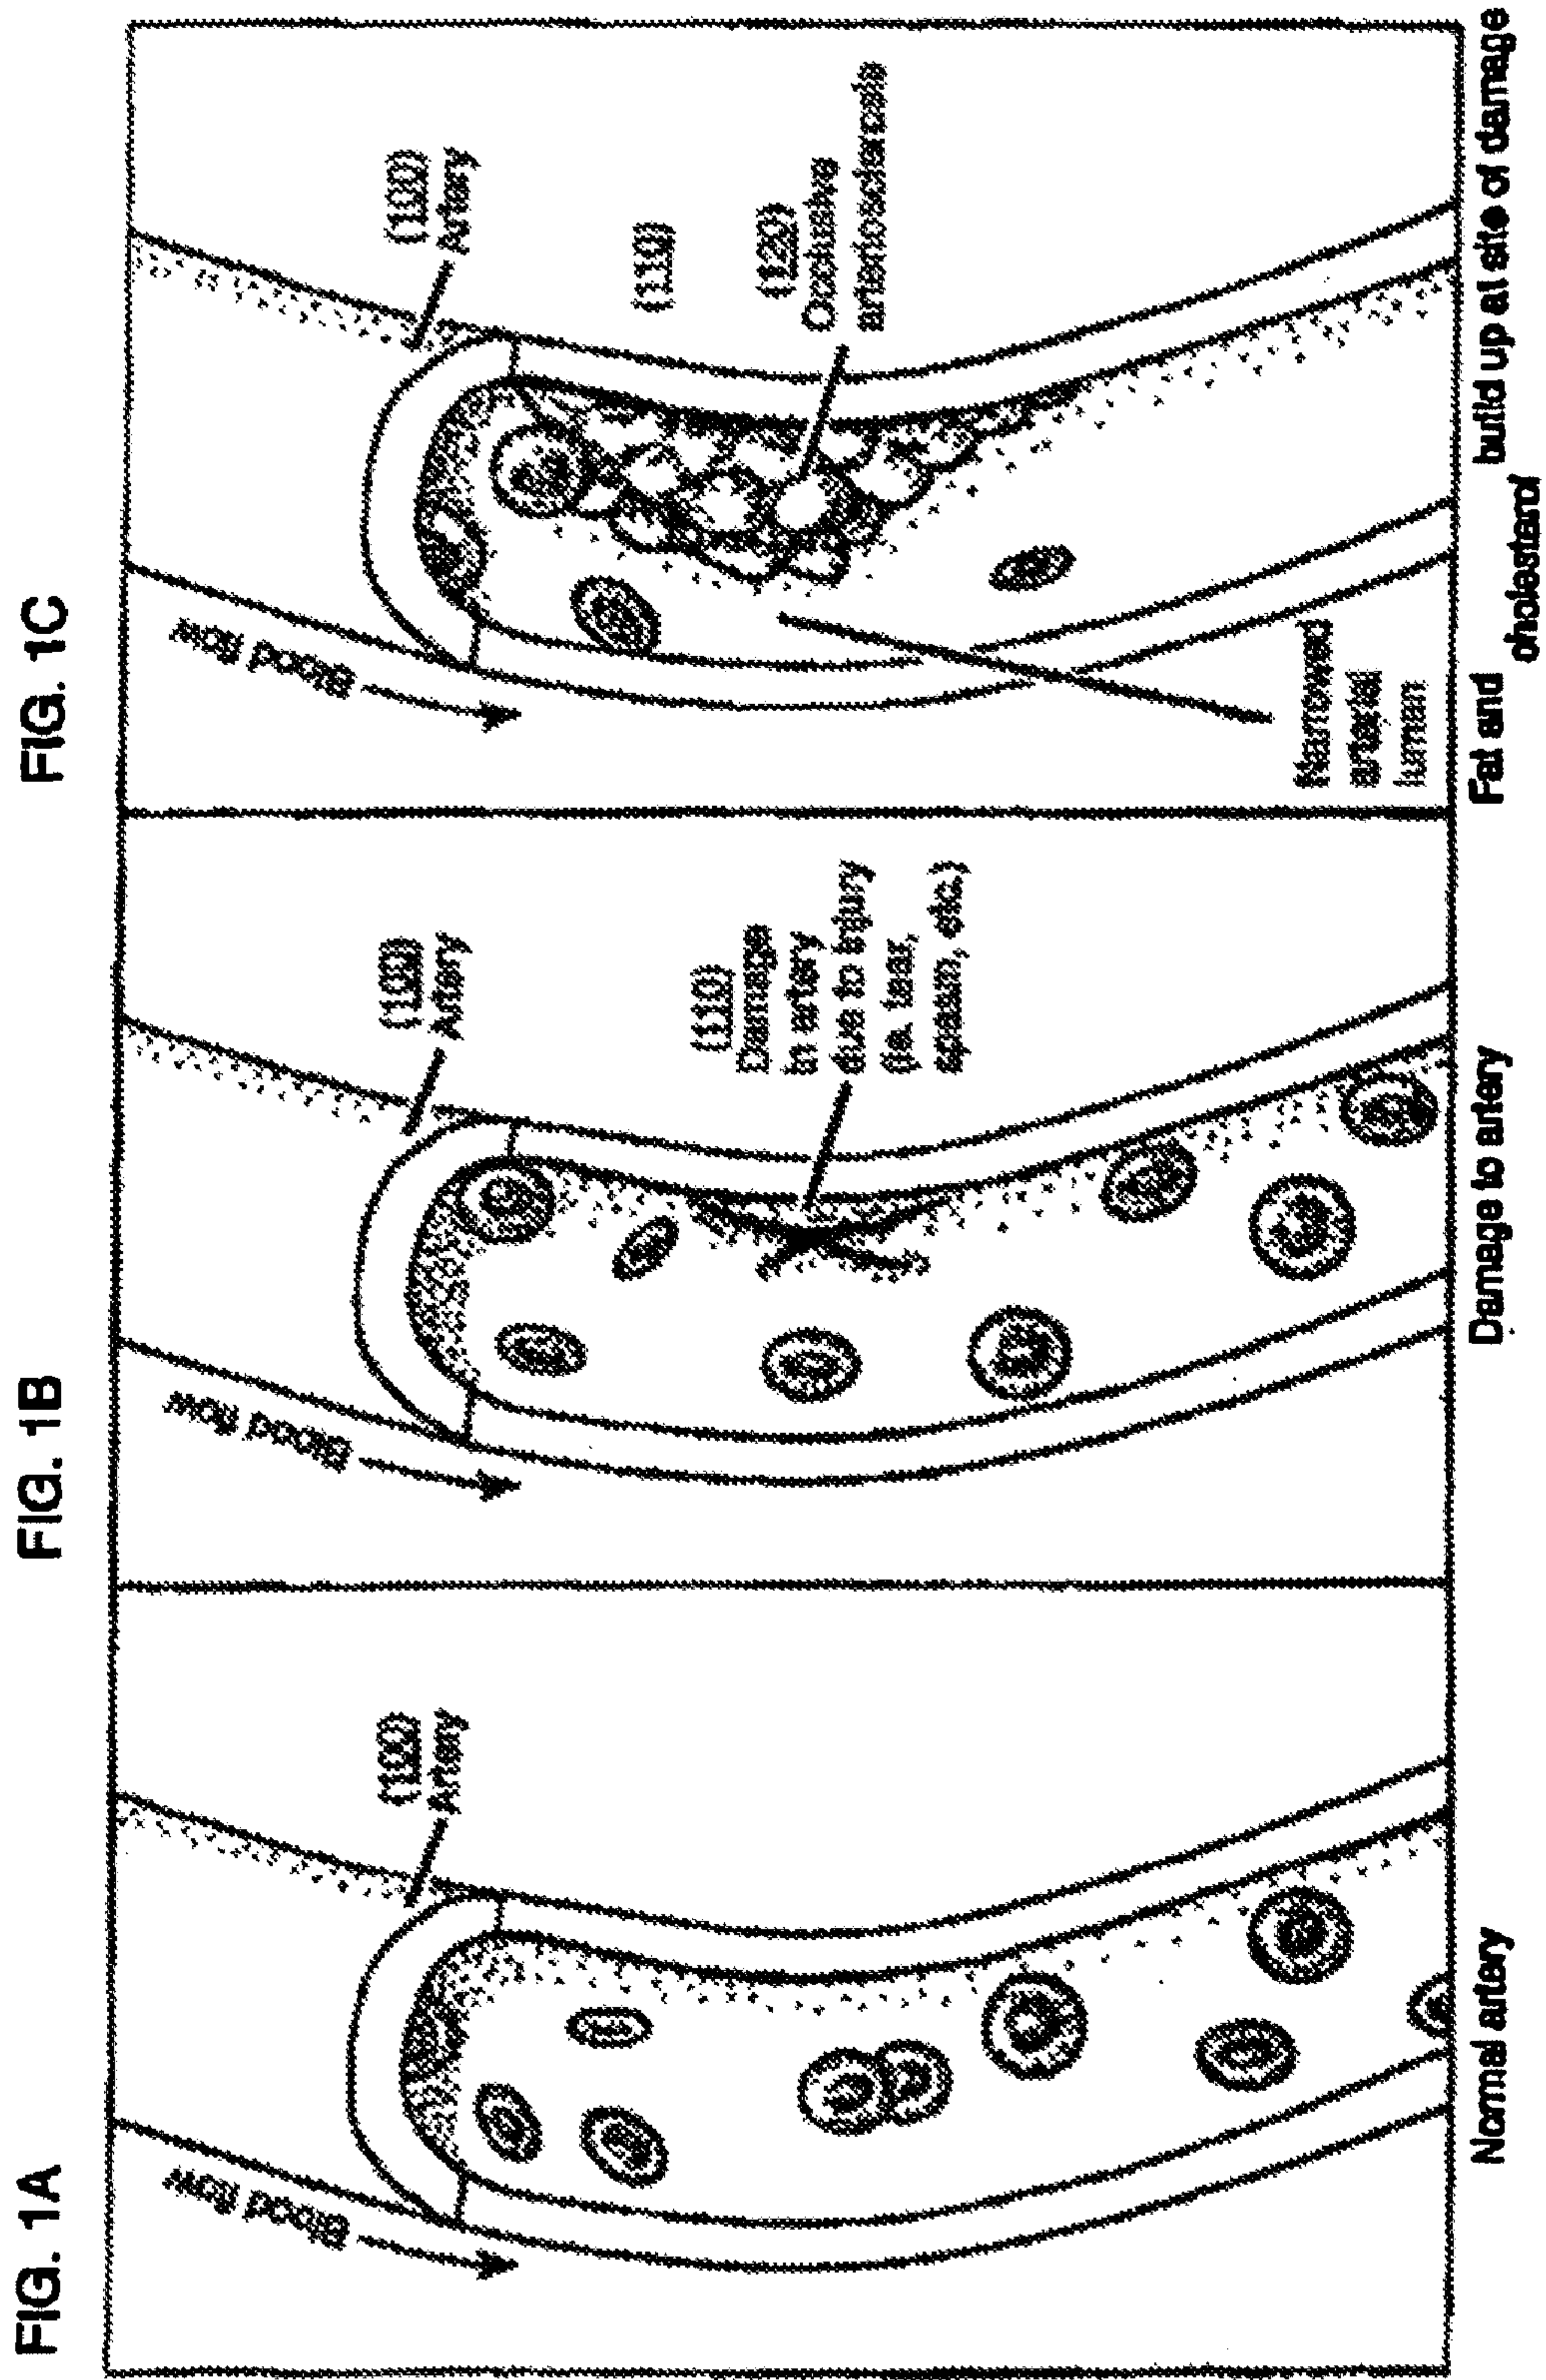 FIG. 1A
Blood flow
(100)
Artery
Normal artery
FIG. 1B
Blood flow
(100)
Artery
(110)
Damage
in artery
due to injury
(ie. tear,
spasm, etc.)
Damage to artery
FIG. 1C
Blood flow
(100)
Artery
(110)
(120)
Occlusive
arteriosclerosis
Narrowed
arterial
lumen
Fat and cholesterol build up at site of damage